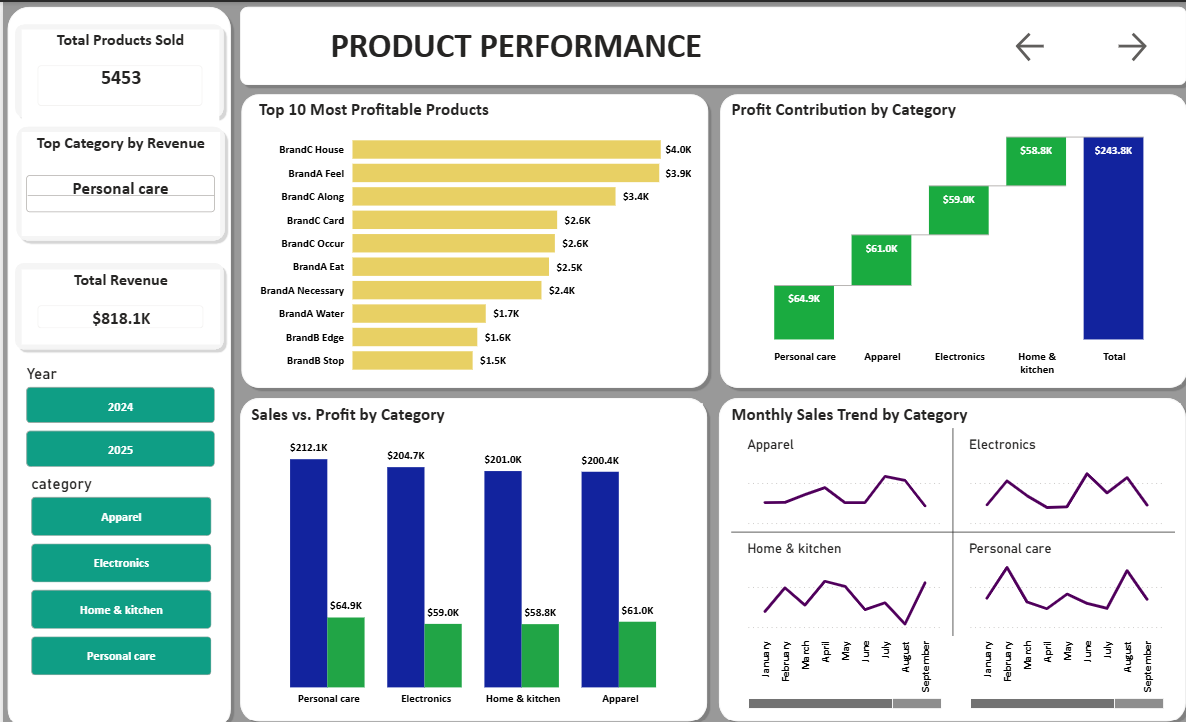 Total Products Sold
5453
Top Category by Revenue
Personal care
Total Revenue
$818.1K
Year
2024
2025
category
Apparel
Electronics
Home & kitchen
Personal care
PRODUCT PERFORMANCE
Top 10 Most Profitable Products
BrandC House $4.0K
BrandA Feel $3.9K
BrandC Along $3.4K
BrandC Card $2.6K
BrandC Occur $2.6K
BrandA Eat $2.5K
BrandA Necessary $2.4K
BrandA Water $1.7K
BrandB Edge $1.6K
BrandB Stop $1.5K
Profit Contribution by Category
$64.9K $61.0K $59.0K $58.8K $243.8K
Personal care Apparel Electronics Home & Total
kitchen
Sales vs. Profit by Category
$212.1K $204.7K $201.0K $200.4K
$64.9K $59.0K $58.8K $61.0K
Personal care Electronics Home & kitchen Apparel
Monthly Sales Trend by Category
Apparel
Electronics
Home & kitchen
Personal care
January February March April May June July August September
January February March April May June July August September